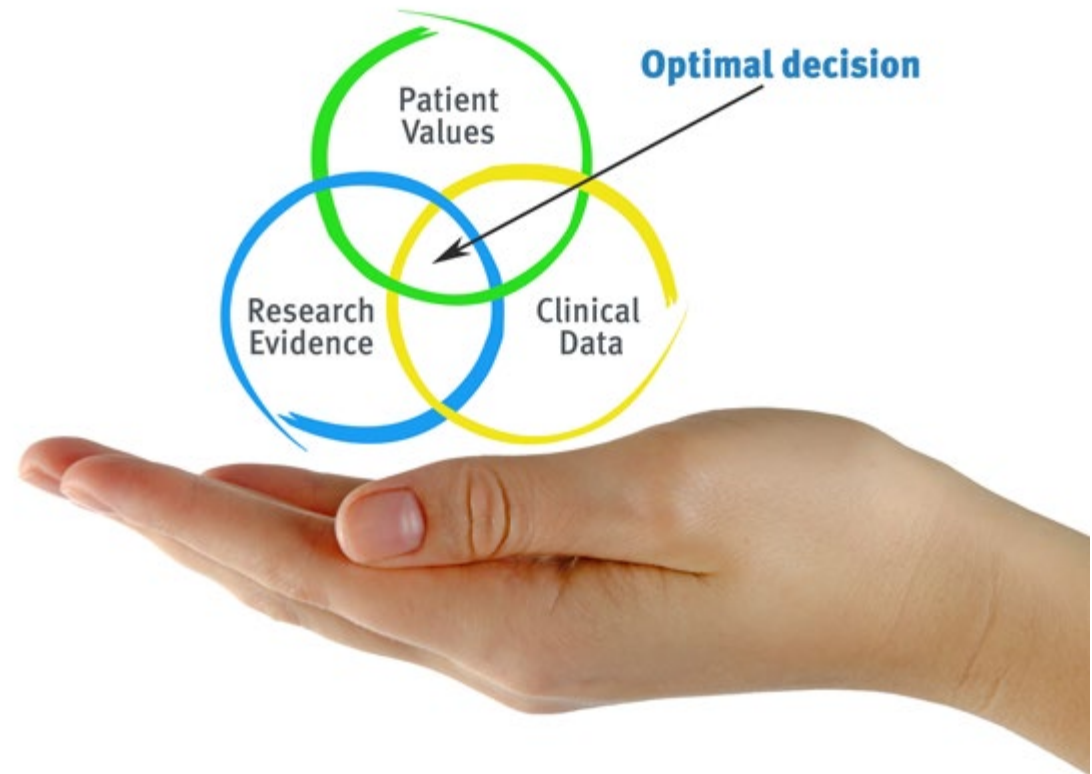 Optimal decision
Patient
Values
Research
Evidence
Clinical
Data